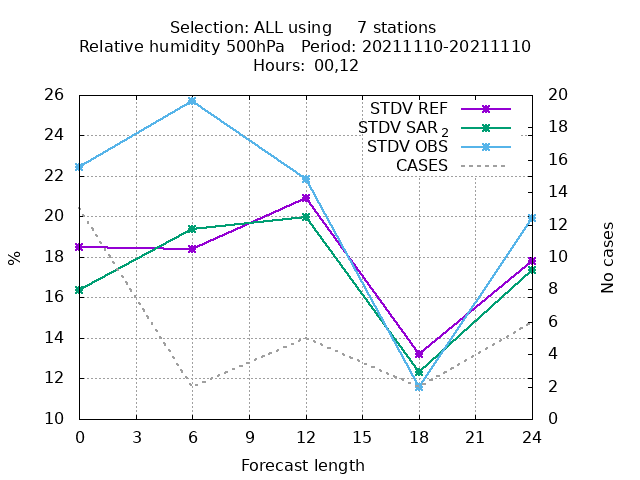 Selection: ALL using     7 stations
Relative humidity 500hPa   Period: 20211110-20211110
Hours: 00,12
STDV REF
STDV SAR 2
STDV OBS
CASES
%
26
24
22
20
18
16
14
12
10
No cases
20
18
16
14
12
10
8
6
4
2
0
0 3 6 9 12 15 18 21 24
Forecast length